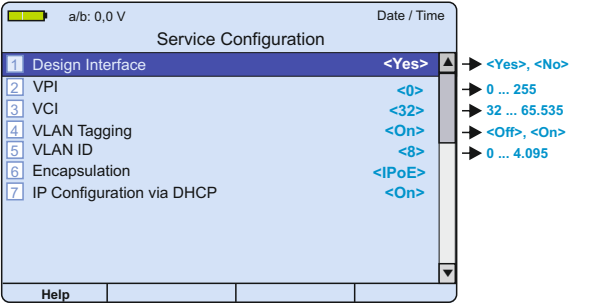 a/b: 0,0 V Date / Time
Service Configuration
1 Design Interface <Yes> <Yes>, <No>
2 VPI <0> 0 ... 255
3 VCI <32> 32 ... 65.535
4 VLAN Tagging <On> <Off>, <On>
5 VLAN ID <8> 0 ... 4.095
6 Encapsulation <IPoE>
7 IP Configuration via DHCP <On>
Help